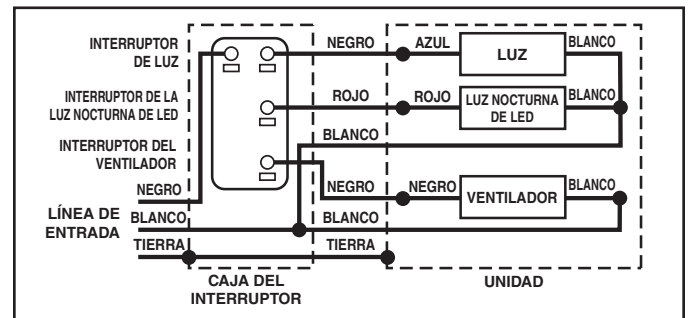 INTERRUPTOR
DE LUZ
NEGRO
AZUL
LUZ
BLANCO
INTERRUPTOR DE LA
LUZ NOCTURNA
DE LED
ROJO
ROJO
LUZ NOCTURNA
DE LED
BLANCO
BLANCO
INTERRUPTOR DEL
VENTILADOR
NEGRO
NEGRO
NEGRO
VENTILADOR
BLANCO
LÍNEA DE
ENTRADA
BLANCO
BLANCO
TIERRA
TIERRA
CAJA DEL
INTERRUPTOR
UNIDAD